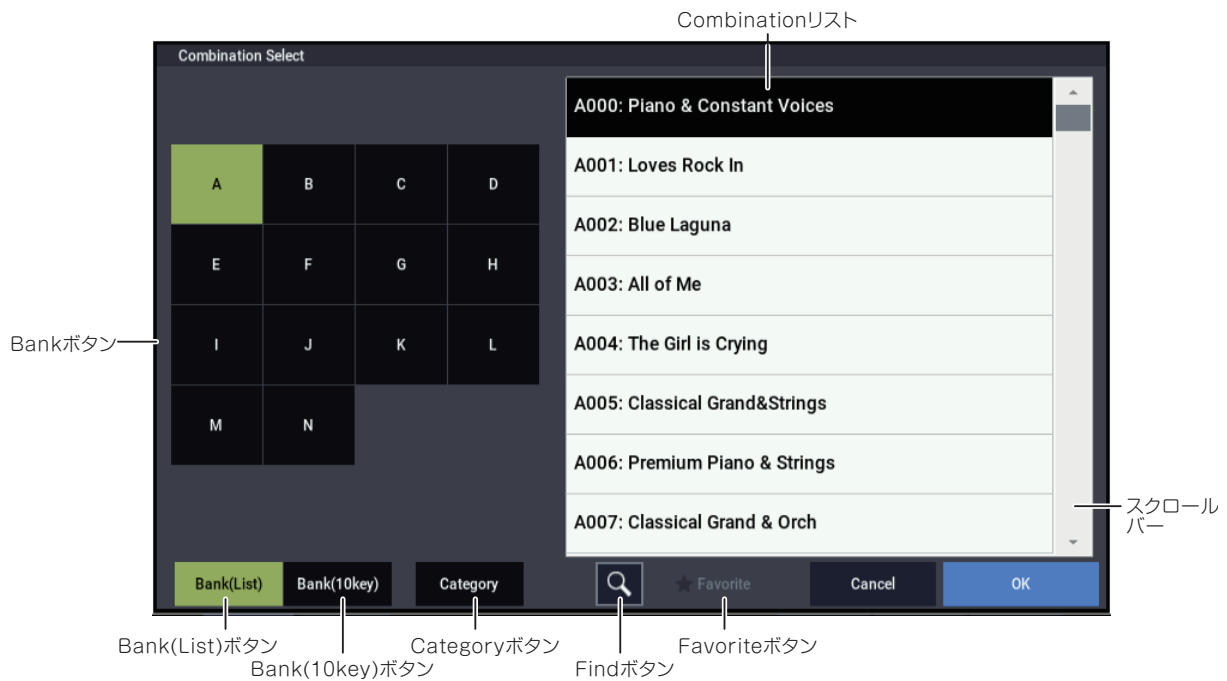 Combinationリスト
Combination Select
A000: Piano & Constant Voices
A001: Loves Rock In
A002: Blue Laguna
A003: All of Me
A004: The Girl is Crying
A005: Classical Grand&Strings
A006: Premium Piano & Strings
A007: Classical Grand & Orch
A B C D
E F G H
I J K L
M N
Bankボタン
スクロール
バー
Bank(List) Bank(10key) Category Favorite Cancel OK
Bank(List)ボタン
Bank(10key)ボタン
Categoryボタン
Findボタン
Favoriteボタン